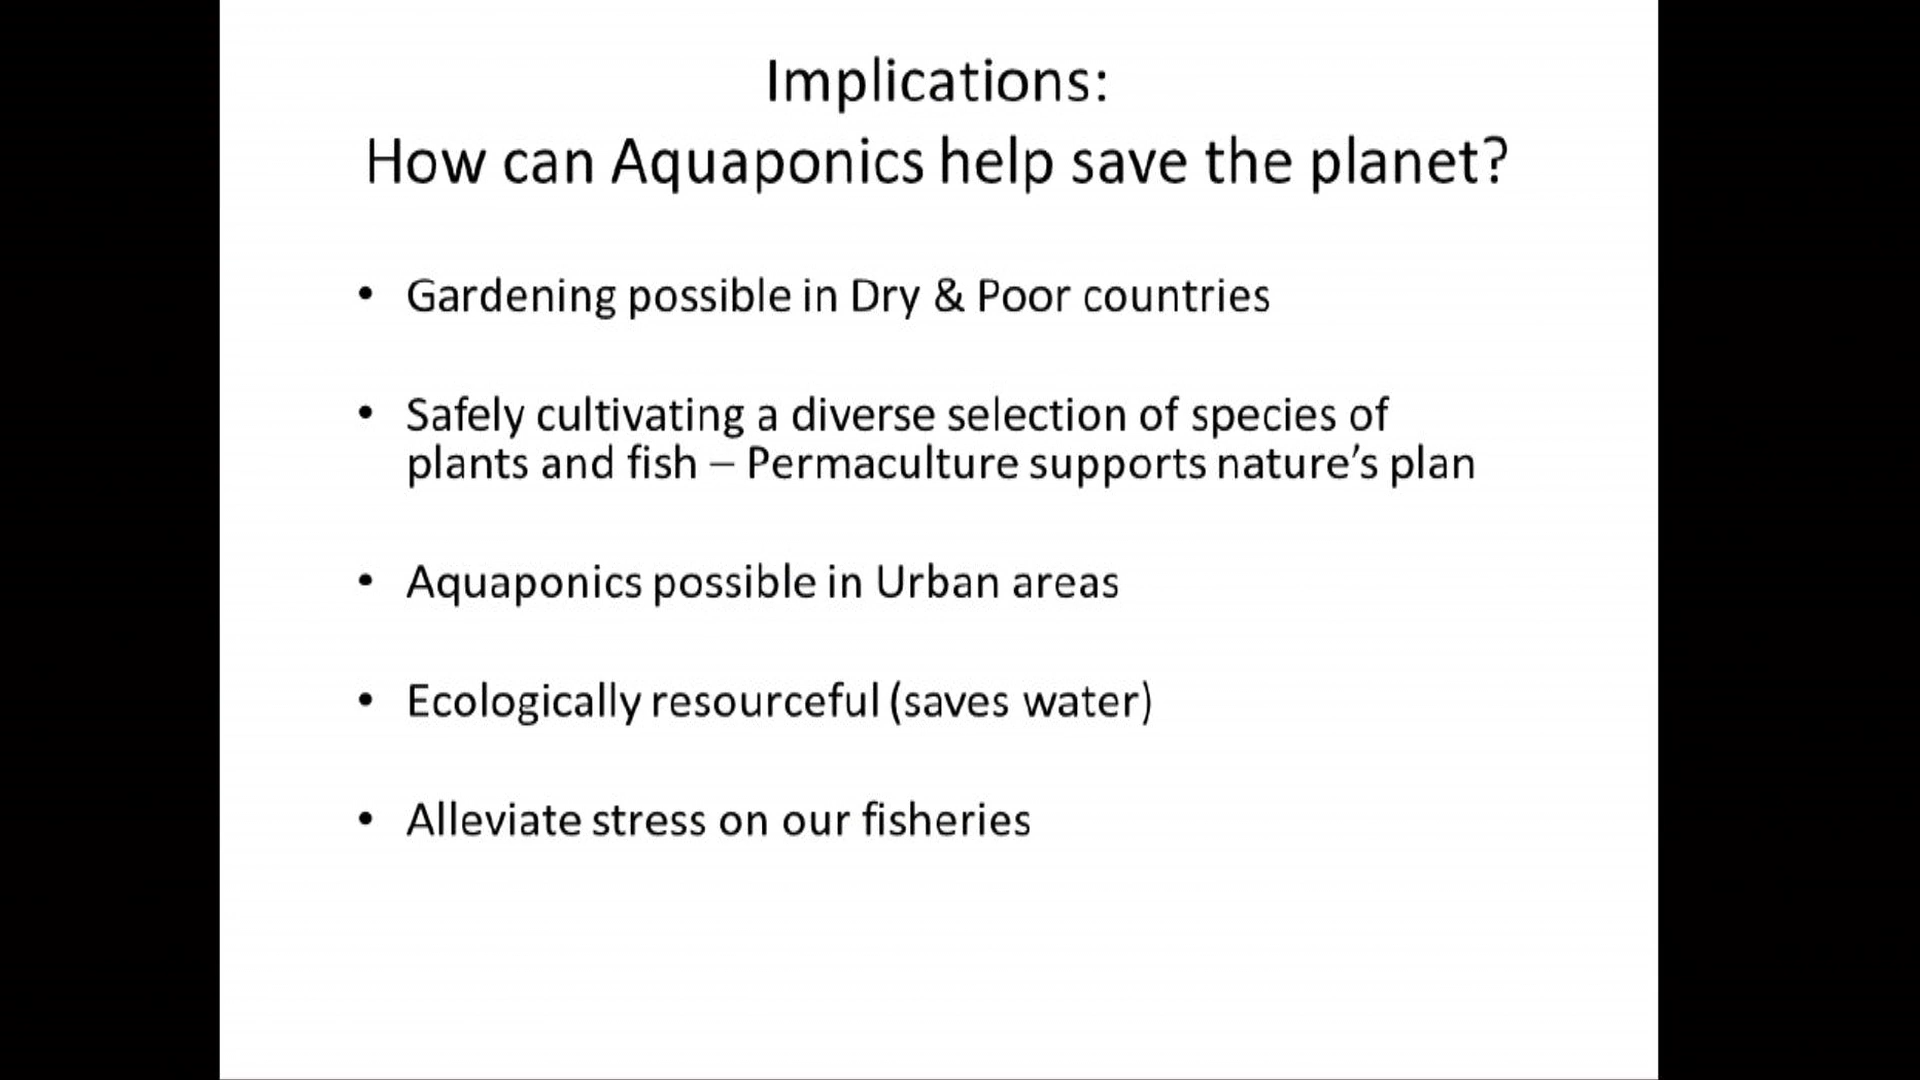 Implications:
How can Aquaponics help save the planet?
• Gardening possible in Dry & Poor countries
• Safely cultivating a diverse selection of species of
plants and fish – Permaculture supports nature’s plan
• Aquaponics possible in Urban areas
• Ecologically resourceful (saves water)
• Alleviate stress on our fisheries